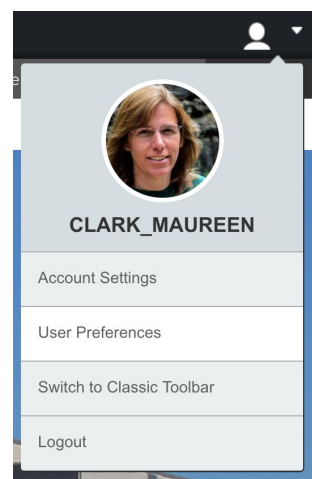 CLARK_MAUREEN
Account Settings
User Preferences
Switch to Classic Toolbar
Logout